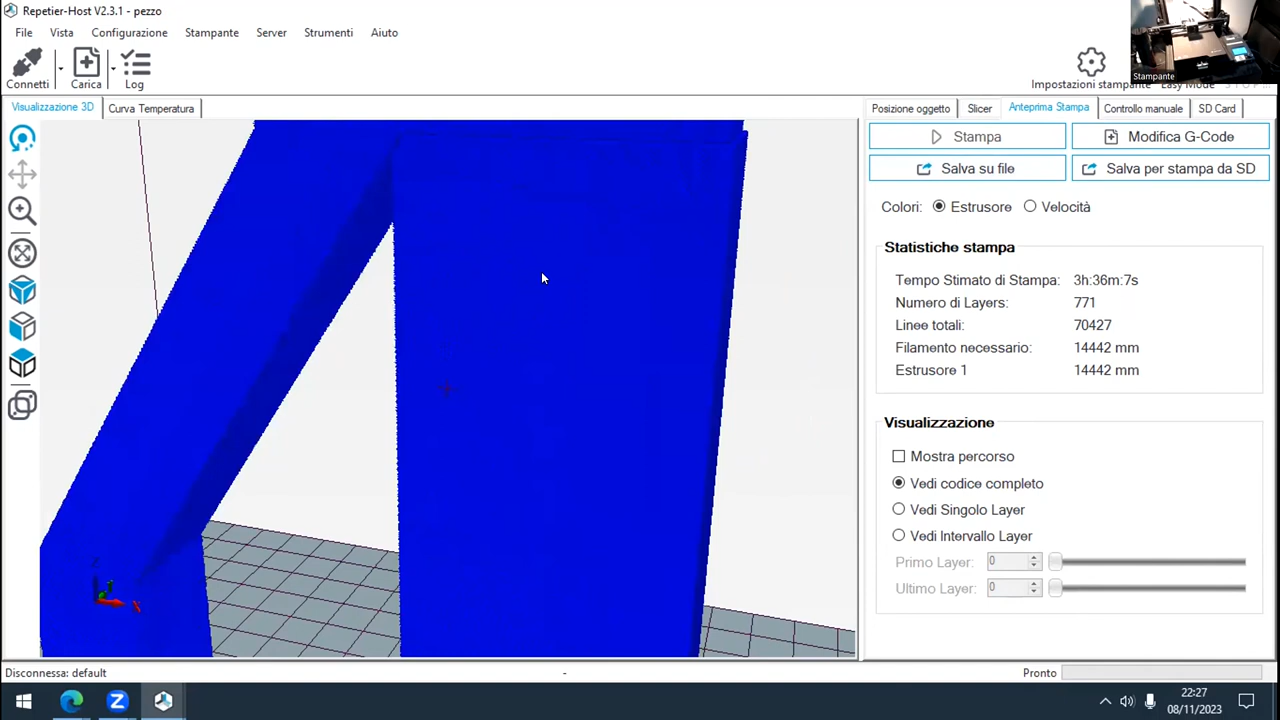 Repetier-Host V2.3.1 - pezzo
File Vista Configurazione Stampante Server Strumenti Aiuto
Stampante
Connetti Carica Log
Impostazioni stampante Easy Mode
Visualizzazione 3D Curva Temperatura
Posizione oggetto Slicer Anteprima Stampa Controllo manuale SD Card
Stampa Modifica G-Code
Salva su file Salva per stampa da SD
Colori: Estrusore Velocità
Statistiche stampa
Tempo Stimato di Stampa: 3h:36m:7s
Numero di Layers: 771
Linee totali: 70427
Filamento necessario: 14442 mm
Estrusore 1 14442 mm
Visualizzazione
Mostra percorso
Vedi codice completo
Vedi Singolo Layer
Vedi Intervallo Layer
Primo Layer: 0
Ultimo Layer: 0
X
Disconnessa: default - Pronto
22:27
08/11/2023